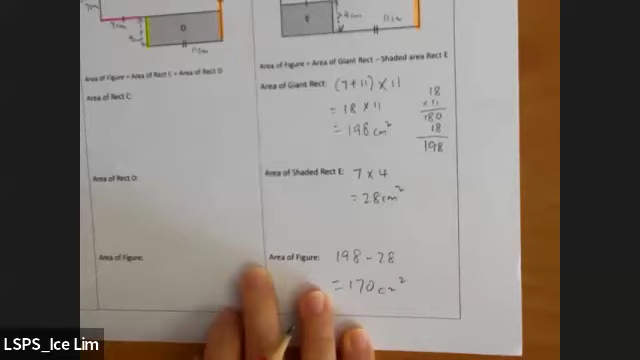 7cm
4cm
D
11cm
E
4cm
11cm
Area of Figure = Area of Rect C + Area of Rect D
Area of Rect C:
Area of Rect D:
Area of Figure:
Area of Figure = Area of Giant Rect – Shaded area Rect E
Area of Giant Rect: (7+11) × 11
= 18 × 11
= 198 cm²
18
× 11
180
18
198
Area of Shaded Rect E: 7 × 4
= 28 cm²
Area of Figure: 198 – 28
= 170 cm²
LSPS_Ice Lim